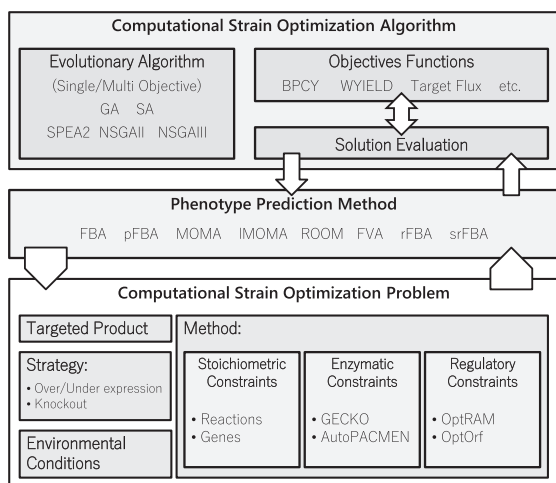 Computational Strain Optimization Algorithm
Evolutionary Algorithm
(Single/Multi Objective)
GA SA
SPEA2 NSGAII NSGAIII
Objectives Functions
BPCY WYIELD Target Flux etc.
Solution Evaluation
Phenotype Prediction Method
FBA pFBA MOMA lMOMA ROOM FVA rFBA srFBA
Computational Strain Optimization Problem
Targeted Product
Strategy:
• Over/Under expression
• Knockout
Environmental
Conditions
Method:
Stoichiometric
Constraints
• Reactions
• Genes
Enzymatic
Constraints
• GECKO
• AutoPACMEN
Regulatory
Constraints
• OptRAM
• OptOrf